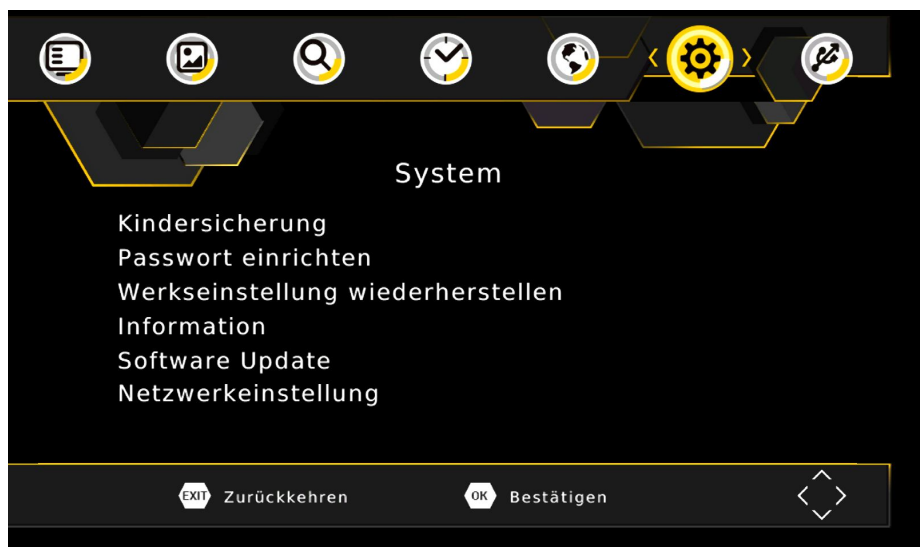 System
Kindersicherung
Passwort einrichten
Werkseinstellung wiederherstellen
Information
Software Update
Netzwerkeinstellung
EXIT Zurückkehren OK Bestätigen